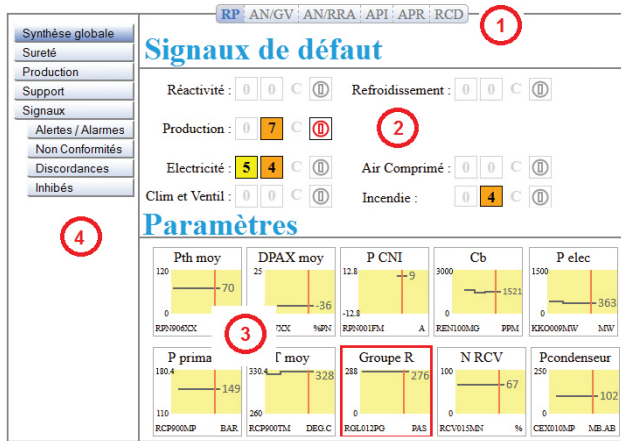 RP AN/GV AN/RRA API APR RCD
1
Synthèse globale
Sureté
Production
Support
Signaux
Alertes / Alarmes
Non Conformités
Discordances
Inhibés
4
Signaux de défaut
Réactivité : 0 0 C Refroidissement : 0 0 C
Production : 0 7 2
Electricité : 5 4 Air Comprimé : 0 0 C
Clim et Ventil : 0 0 C Incendie : 0 4 C
Paramètres
Pth moy DPAX moy P CNI Cb P elec
120 25 12.8 3000 1500
70 -36 9 1521 363
0 -12.8 0 0
RPN906XX XX %PN RPN001FM A REN100MG PPM KKO009MW MW
3
P prima T moy Groupe R N RCV Pcondenseur
180.4 330.4 288 100 250
149 328 276 67 102
110 260 0 0 0
RCP900MP BAR RCP900TM DEG.C RGL012PG PAS RCV015MN % CEX010MP MB.AB